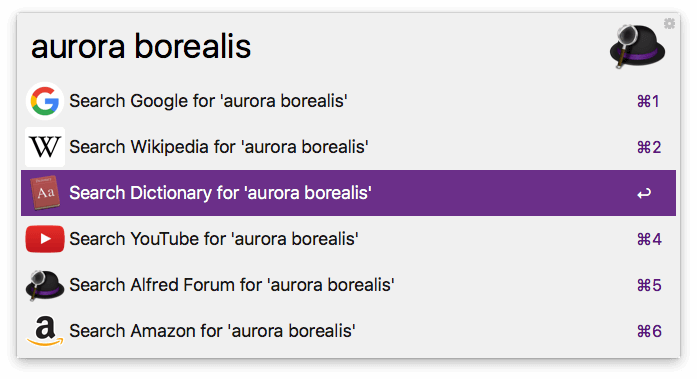 aurora borealis
Search Google for 'aurora borealis' ⌘1
W Search Wikipedia for 'aurora borealis' ⌘2
Aa Search Dictionary for 'aurora borealis' ↩
Search YouTube for 'aurora borealis' ⌘4
Search Alfred Forum for 'aurora borealis' ⌘5
a Search Amazon for 'aurora borealis' ⌘6